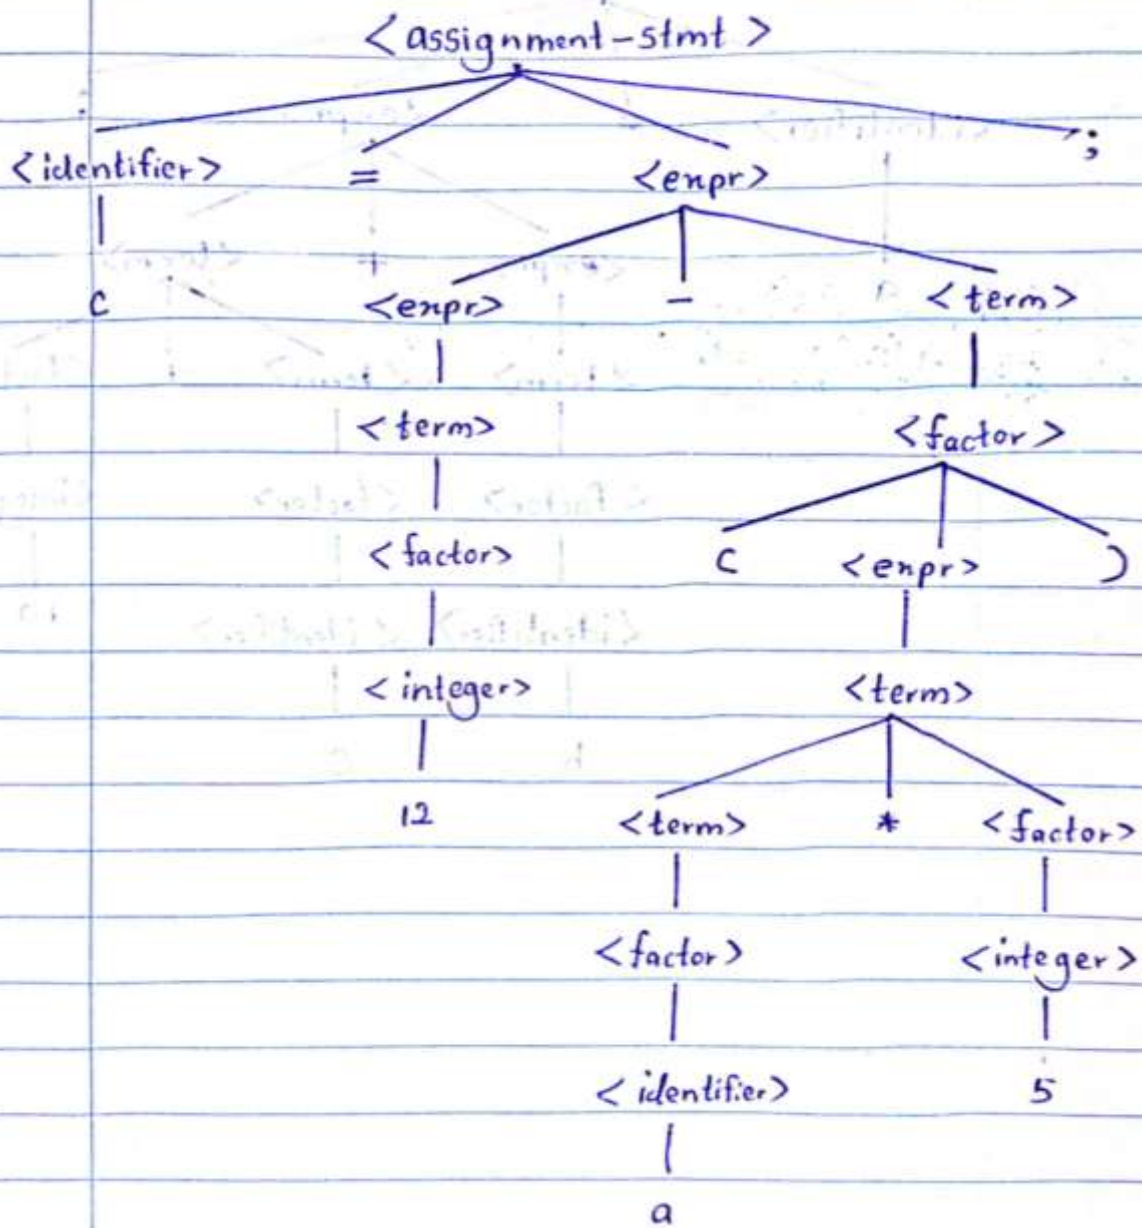 <assignment-stmt>
<identifier> = <expr> ;
c <expr> - <term>
<term> <factor>
<factor> ( <expr> )
<integer> <term>
12 <term> * <factor>
<factor> <integer>
<identifier> 5
a